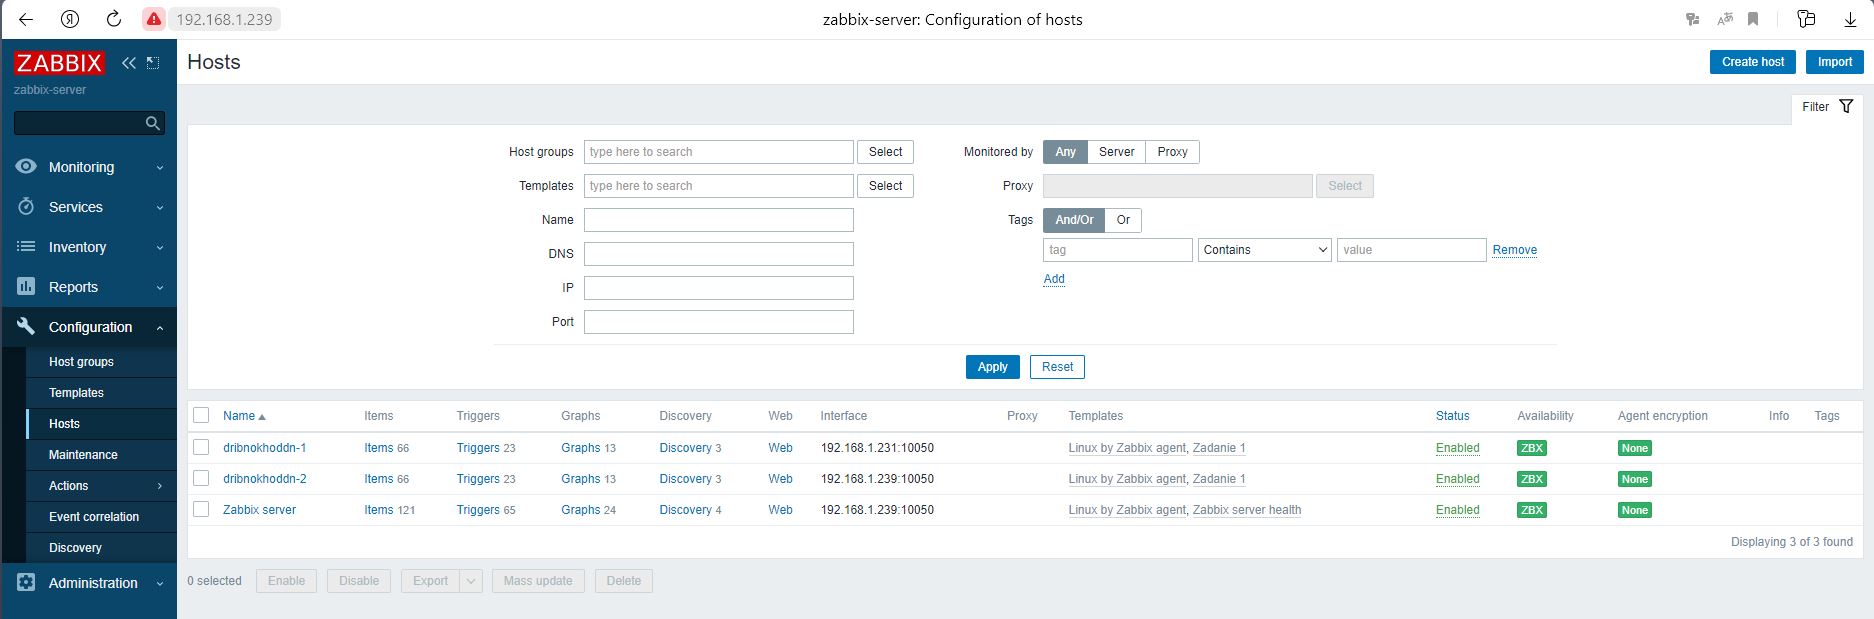 192.168.1.239
zabbix-server: Configuration of hosts
ZABBIX
zabbix-server
Monitoring
Services
Inventory
Reports
Configuration
Host groups
Templates
Hosts
Maintenance
Actions
Event correlation
Discovery
Administration
Hosts
Create host Import
Filter
Host groups type here to search Select
Templates type here to search Select
Name
DNS
IP
Port
Monitored by Any Server Proxy
Proxy Select
Tags And/Or Or
tag Contains value Remove
Add
Apply Reset
Name Items Triggers Graphs Discovery Web Interface Proxy Templates Status Availability Agent encryption Info Tags
dribnokhoddn-1 Items 66 Triggers 23 Graphs 13 Discovery 3 Web 192.168.1.231:10050 Linux by Zabbix agent, Zadanie 1 Enabled ZBX None
dribnokhoddn-2 Items 66 Triggers 23 Graphs 13 Discovery 3 Web 192.168.1.239:10050 Linux by Zabbix agent, Zadanie 1 Enabled ZBX None
Zabbix server Items 121 Triggers 65 Graphs 24 Discovery 4 Web 192.168.1.239:10050 Linux by Zabbix agent, Zabbix server health Enabled ZBX None
Displaying 3 of 3 found
0 selected Enable Disable Export Mass update Delete